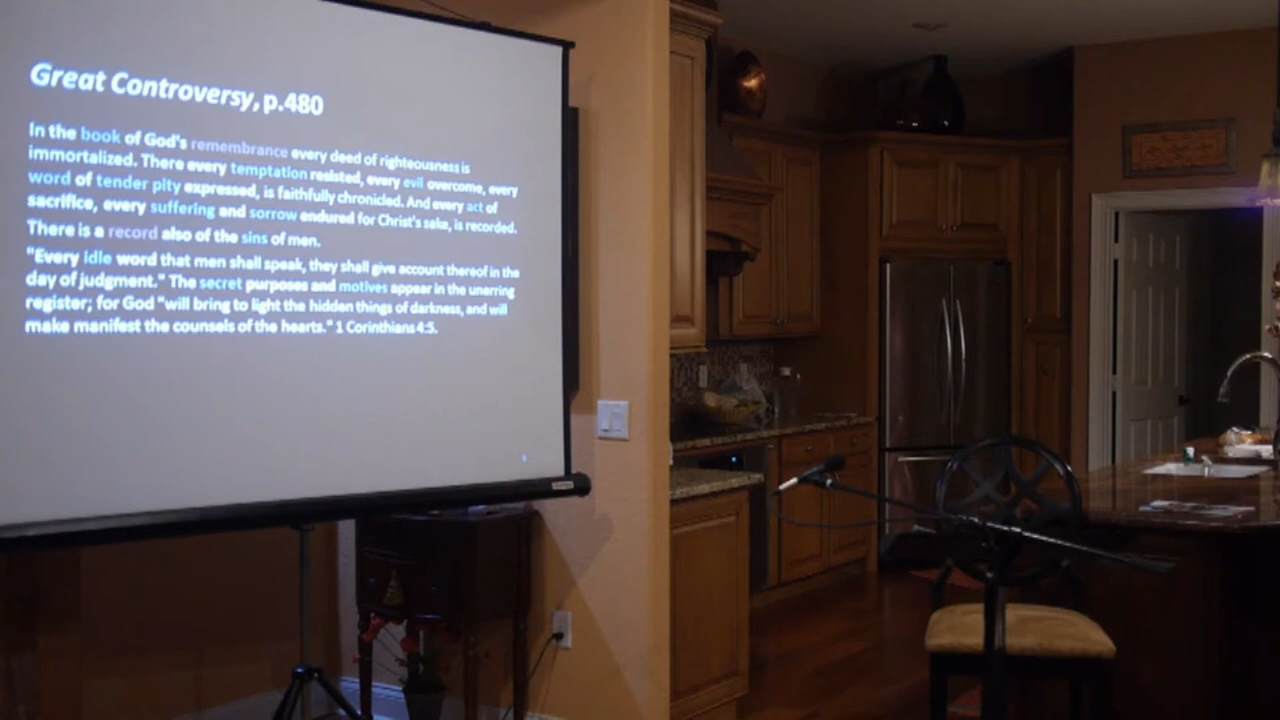 Great Controversy, p.480
In the book of God's remembrance every deed of righteousness is
immortalized. There every temptation resisted, every evil overcome, every
word of tender pity expressed, is faithfully chronicled. And every act of
sacrifice, every suffering and sorrow endured for Christ's sake, is recorded.
There is a record also of the sins of men.
"Every idle word that men shall speak, they shall give account thereof in the
day of judgment." The secret purposes and motives appear in the unerring
register; for God "will bring to light the hidden things of darkness, and will
make manifest the counsels of the hearts." 1 Corinthians 4:5.